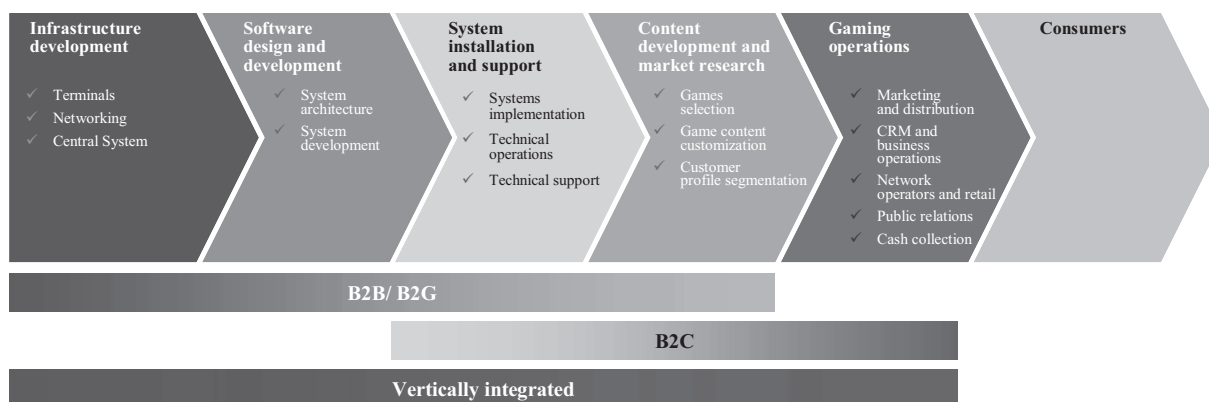 Infrastructure
development
Terminals
Networking
Central System
Software
design and
development
System
architecture
System
development
System
installation
and support
Systems
implementation
Technical
operations
Technical support
Content
development and
market research
Games
selection
Game content
customization
Customer
profile segmentation
Gaming
operations
Marketing
and distribution
CRM and
business
operations
Network
operators and retail
Public relations
Cash collection
Consumers
B2B/ B2G
B2C
Vertically integrated